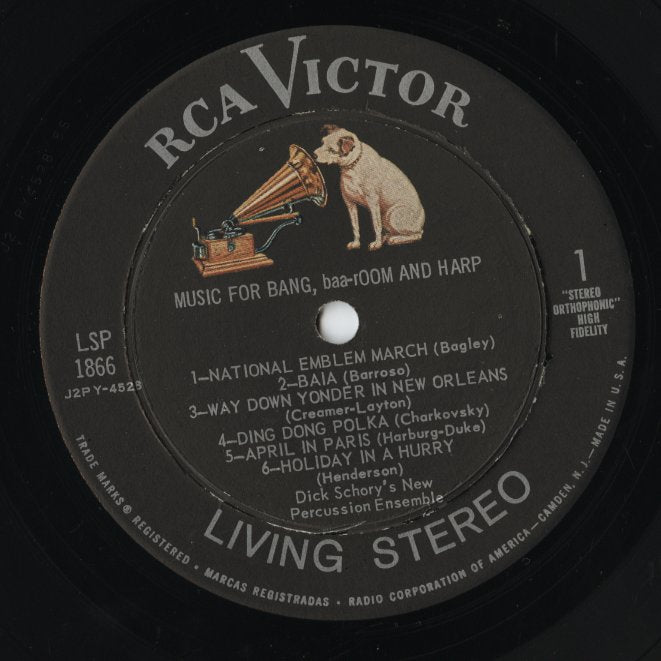 RCA VICTOR
MUSIC FOR BANG, baa-rOOM AND HARP
LSP
1866
J2PY-4528
1
"STEREO
ORTHOPHONIC"
HIGH
FIDELITY
1—NATIONAL EMBLEM MARCH (Bagley)
2—BAIA (Barroso)
3—WAY DOWN YONDER IN NEW ORLEANS
(Creamer-Layton)
4—DING DONG POLKA (Charkovsky)
5—APRIL IN PARIS (Harburg-Duke)
6—HOLIDAY IN A HURRY
(Henderson)
Dick Schory's New
Percussion Ensemble
LIVING STEREO
TRADE MARKS ® REGISTERED • MARCAS REGISTRADAS • RADIO CORPORATION OF AMERICA—CAMDEN, N. J.—MADE IN U.S.A.